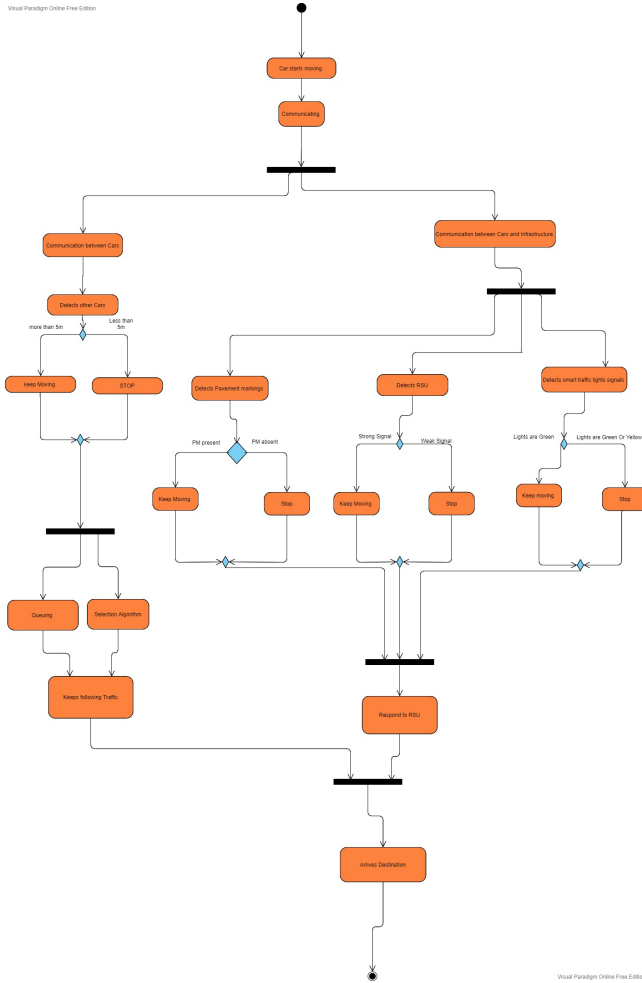 Visual Paradigm Online Free Edition
Car starts moving
Communicating
Communication between Cars
Communication between Cars and Infrastructure
Detects other Cars
more than 5m
Less than
5m
keep Moving
STOP
Detects Pavement markings
Detects RSU
Detects smart traffic lights signals
PM present
PM absent
Strong Signal
Weak Signal
Lights are Green
Lights are Green Or Yellow
Keep Moving
Stop
Keep Moving
Stop
Keep moving
Stop
Queuing
Selection Algorithm
Keeps following Traffic
Respond to RSU
Arrives Destination
Visual Paradigm Online Free Edition